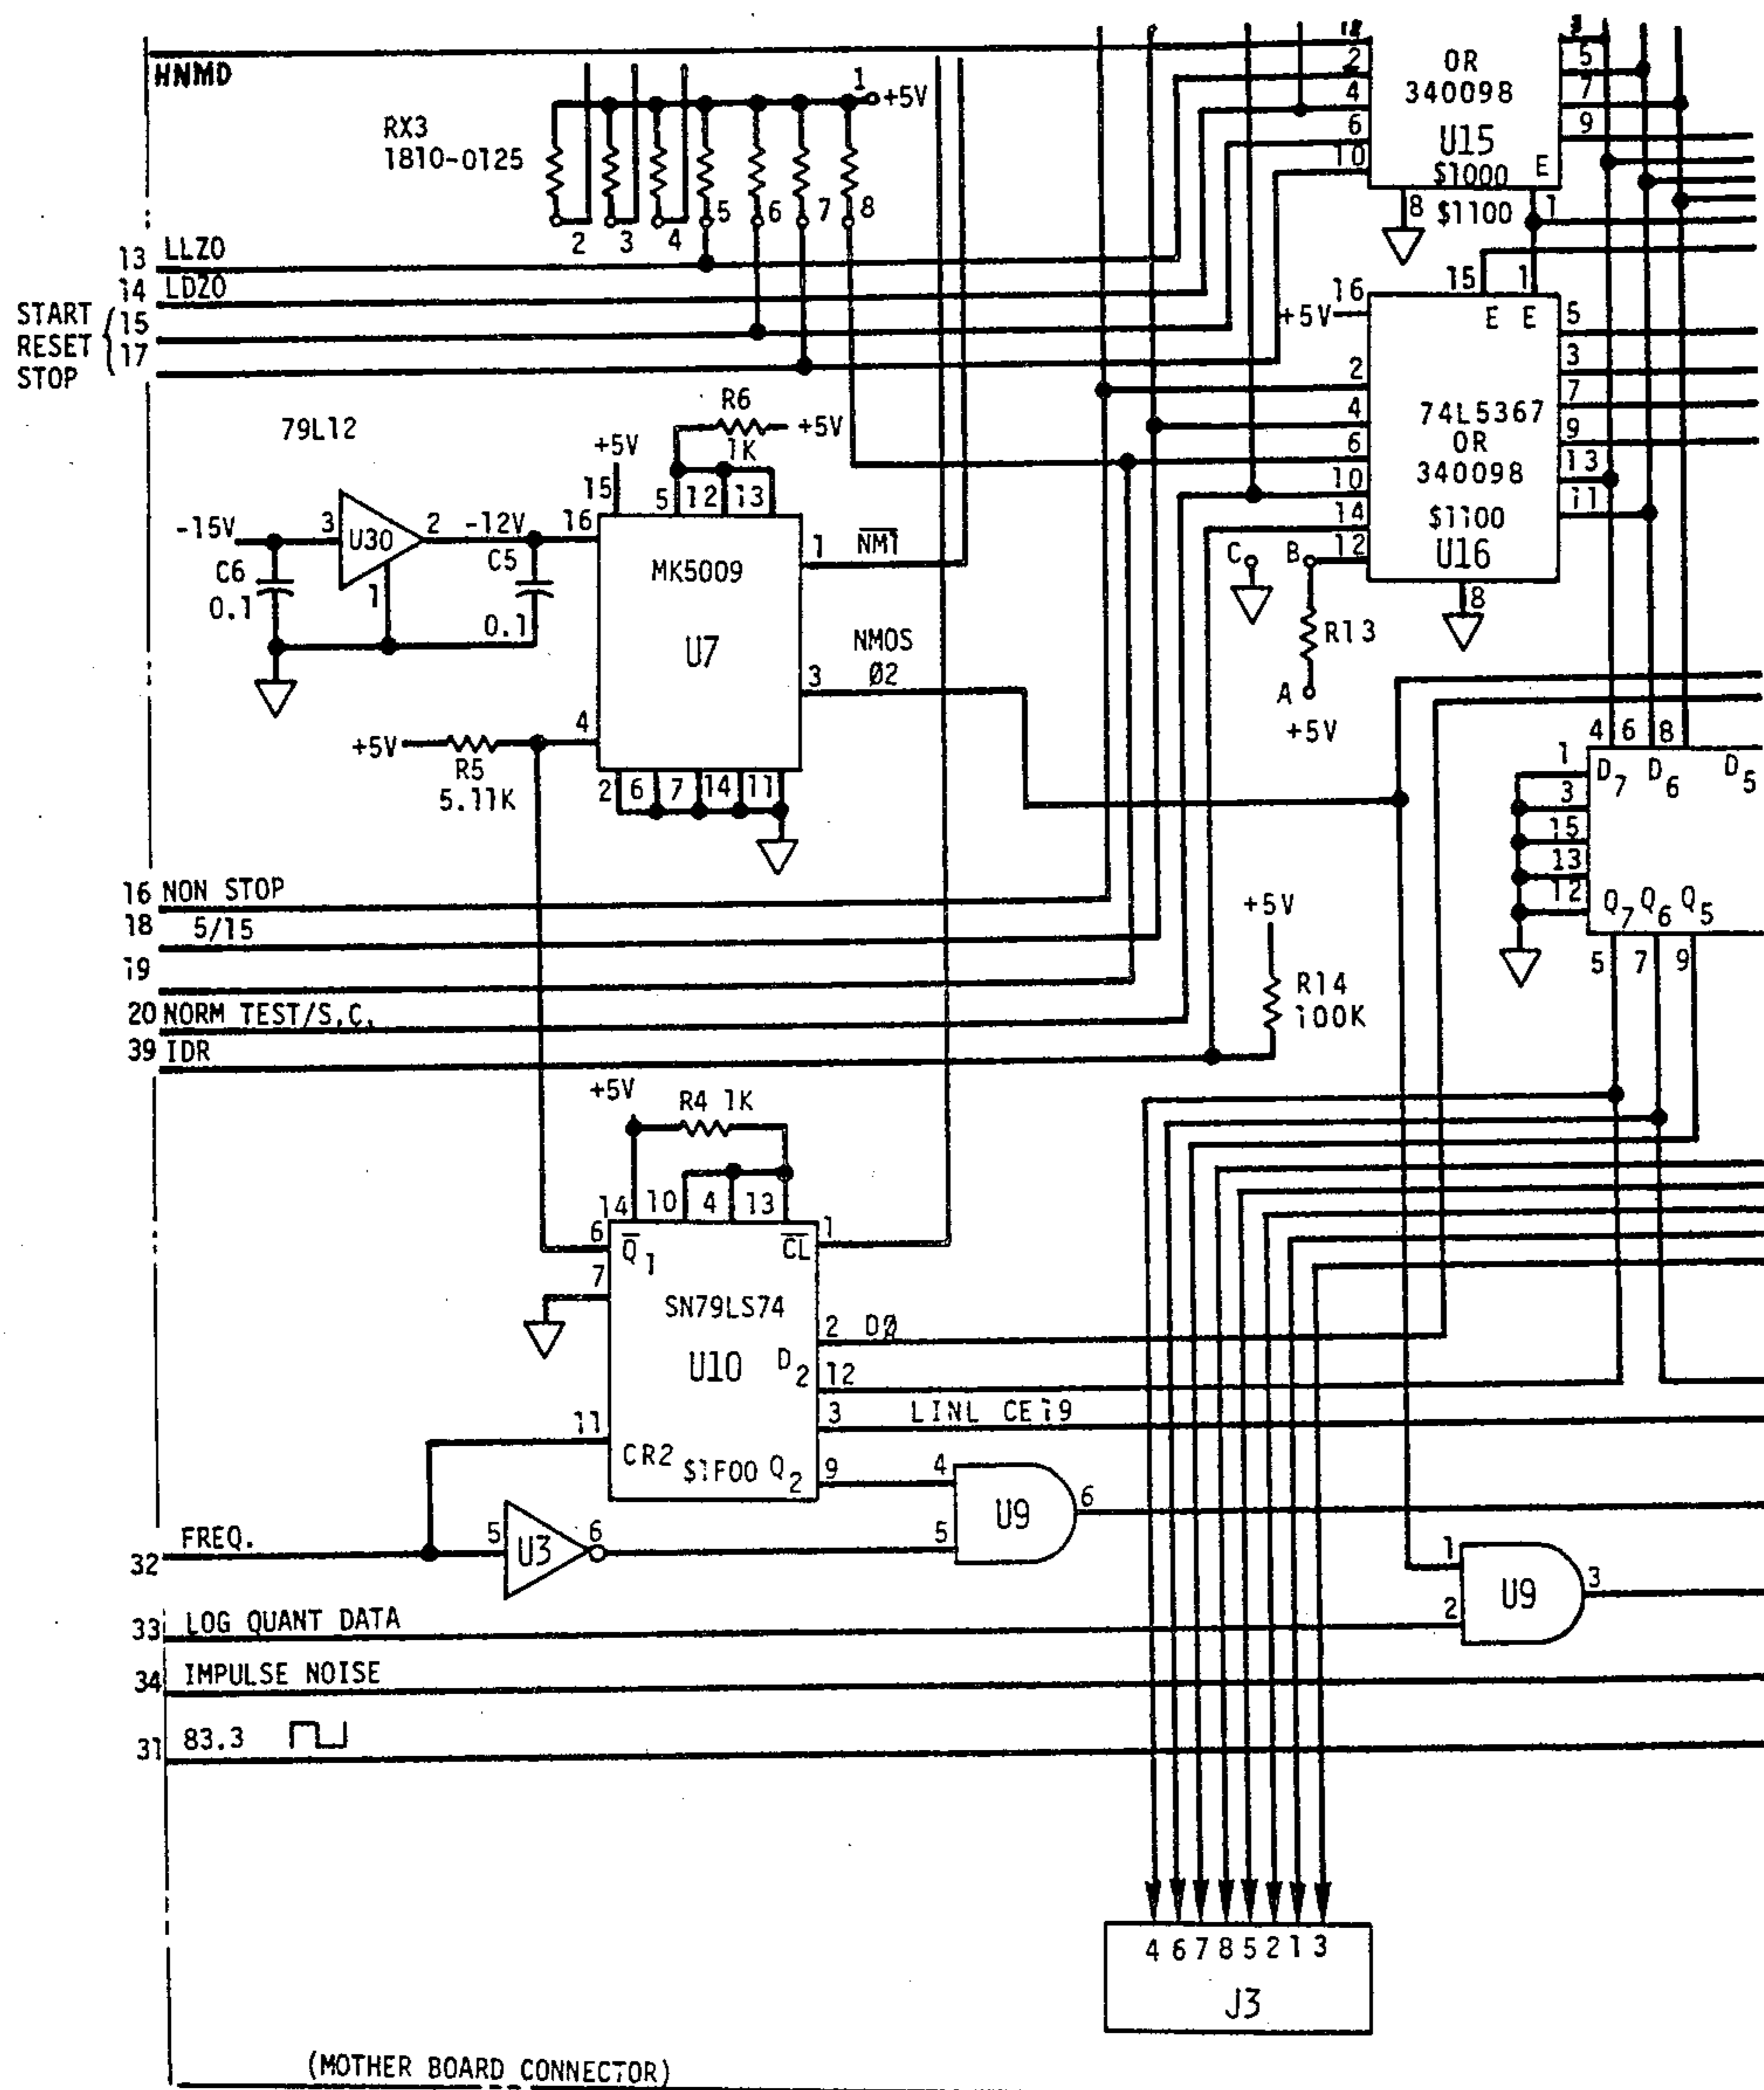 HNMD
RX3
1810-0125
1
+5V
2 3 4 5 6 7 8
2
4
6
10
OR
340098
U15
$1000
$1100
E
5
7
9
8
1
13 LLZO
14 LDZO
START
RESET
STOP
15
17
15 1
16
+5V
E E
2
4
6
10
14
12
74L5367
OR
340098
$1100
U16
5
3
7
9
13
11
8
79L12
-15V
3
U30
2
-12V
1
C6
0.1
C5
0.1
R6
1K
+5V
+5V
15
5 12 13
16
MK5009
U7
1 NMI
3
NMOS
Ø2
4
+5V
R5
5.11K
2 6 7 14 11
C
B
R13
A
+5V
4 6 8
1
3
15
13
12
D7 D6 D5
Q7 Q6 Q5
5 7 9
16 NON STOP
18 5/15
19
20 NORM TEST/S.C.
39 IDR
+5V
R14
100K
+5V
R4 1K
14 10 4 13
6
7
Q1
CL
1
SN79LS74
U10
2 DØ
D2
12
3 LINL CE19
11
CR2
$1F00
Q2
9
4
5
U9
6
FREQ.
32
5
U3
6
1
2
U9
3
33 LOG QUANT DATA
34 IMPULSE NOISE
31 83.3
4 6 7 8 5 2 1 3
J3
(MOTHER BOARD CONNECTOR)